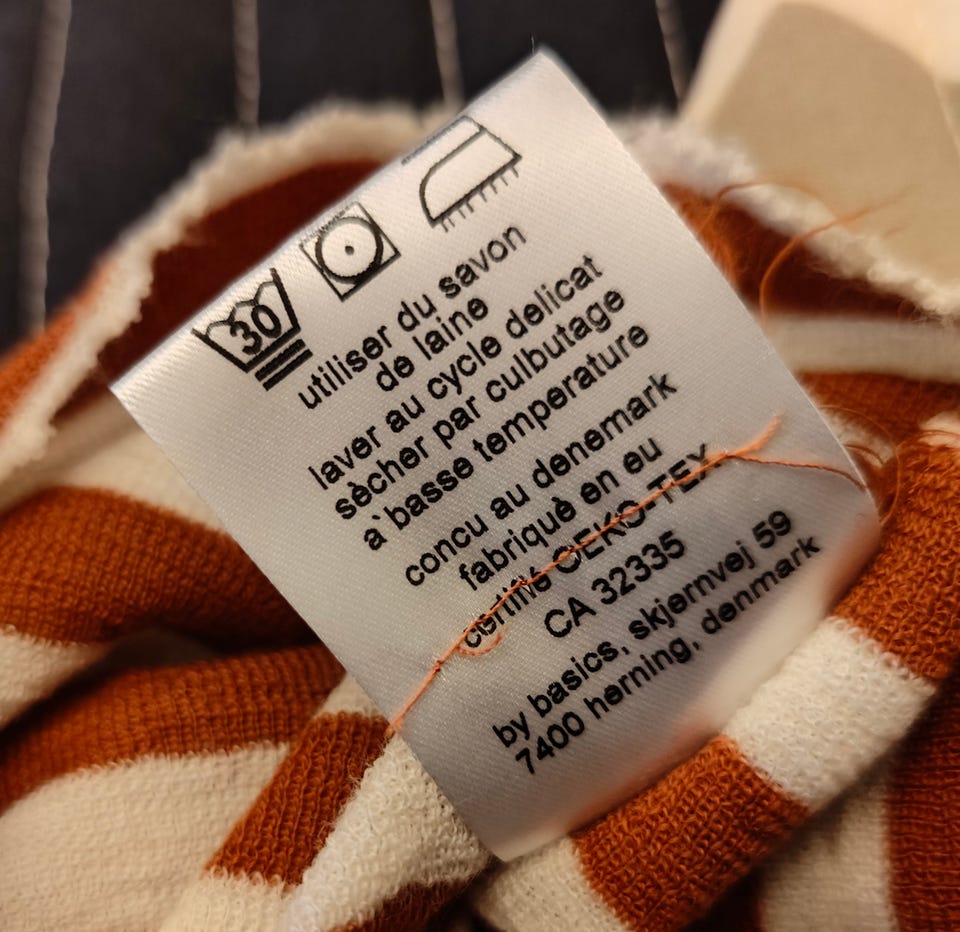 30
utiliser du savon
de laine
laver au cycle delicat
sècher par culbutage
a`basse temperature
concu au denemark
fabriquè en eu
certifié OEKO-TEX
CA 32335
by basics, skjernvej 59
7400 herning, denmark